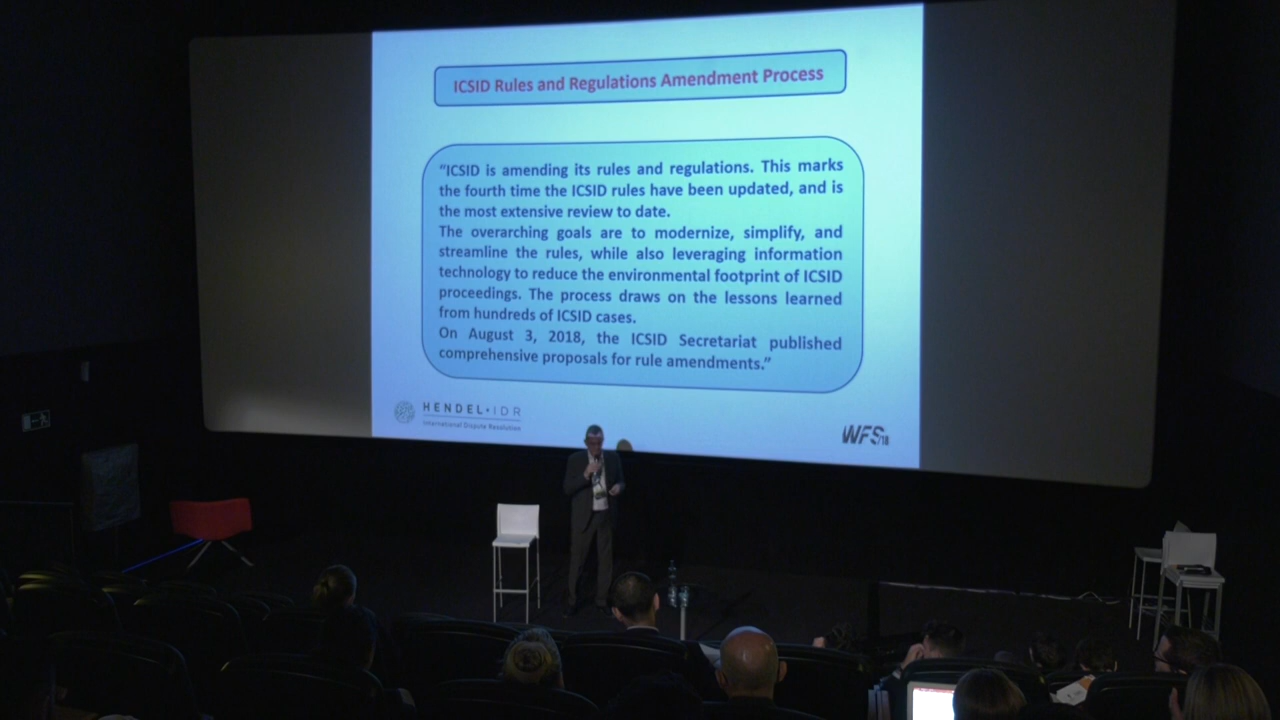 ICSID Rules and Regulations Amendment Process
“ICSID is amending its rules and regulations. This marks
the fourth time the ICSID rules have been updated, and is
the most extensive review to date.
The overarching goals are to modernize, simplify, and
streamline the rules, while also leveraging information
technology to reduce the environmental footprint of ICSID
proceedings. The process draws on the lessons learned
from hundreds of ICSID cases.
On August 3, 2018, the ICSID Secretariat published
comprehensive proposals for rule amendments.”
HENDEL•IDR
International Dispute Resolution
WFS/18